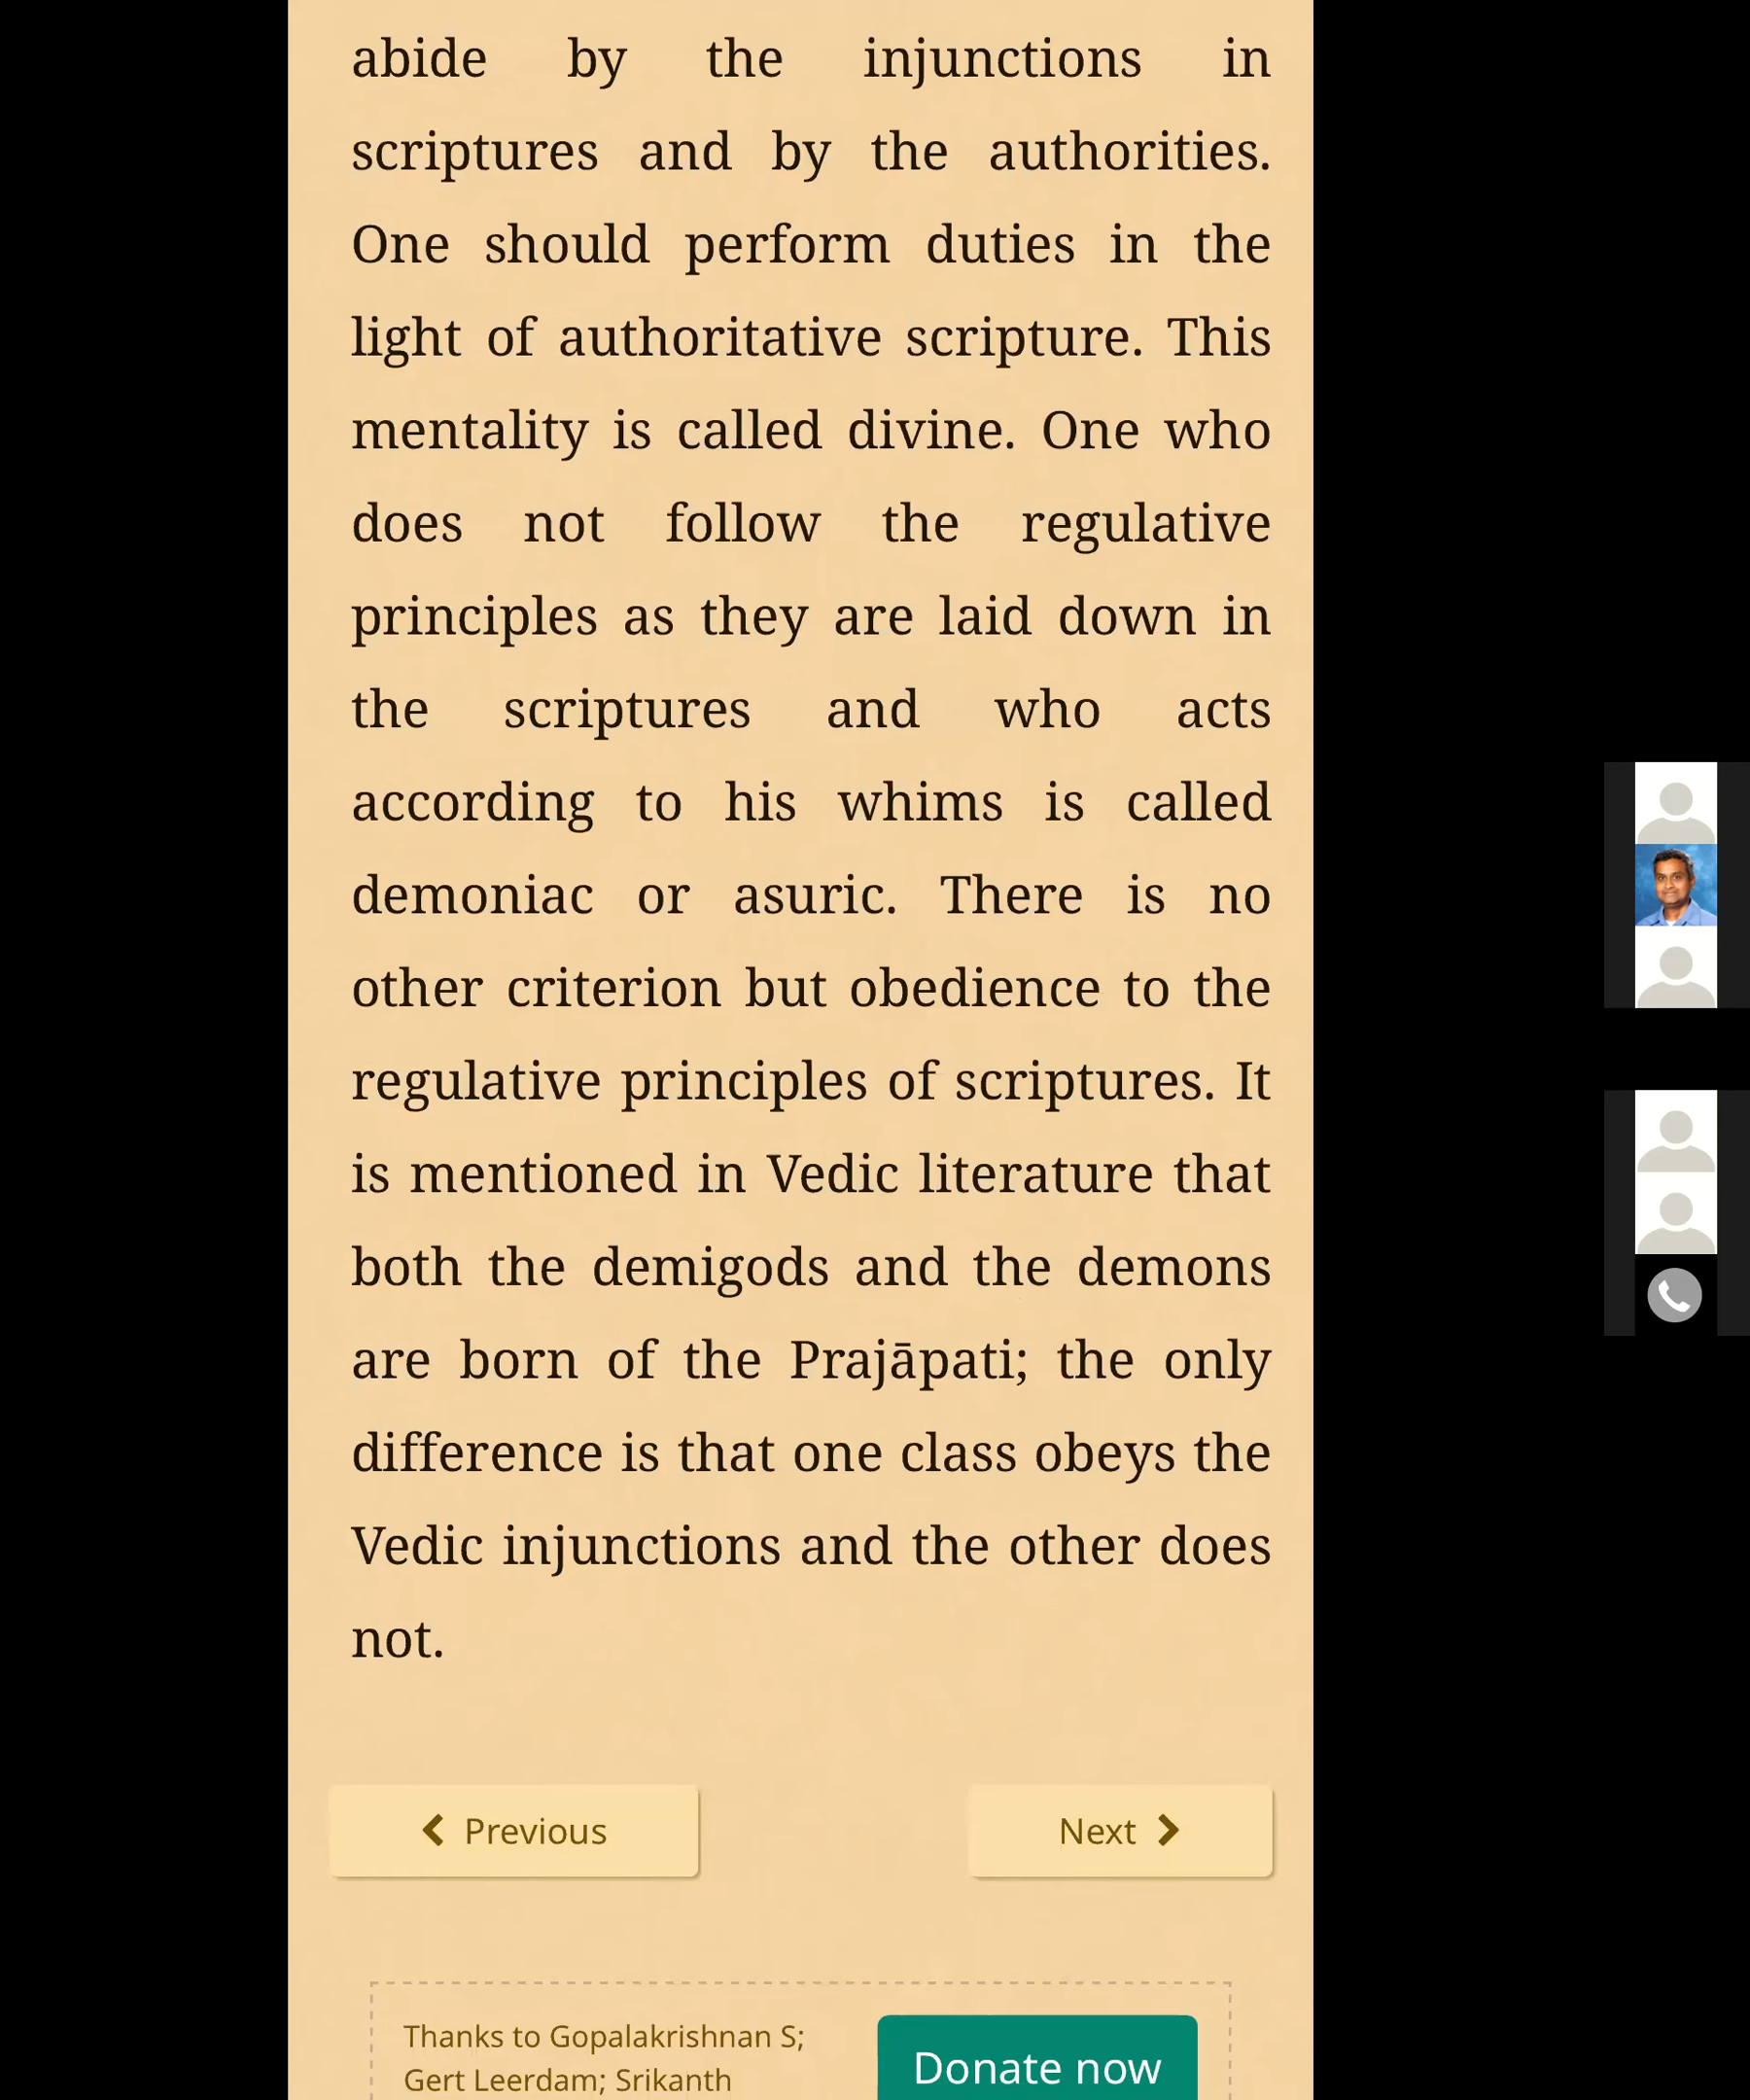 abide by the injunctions in
scriptures and by the authorities.
One should perform duties in the
light of authoritative scripture. This
mentality is called divine. One who
does not follow the regulative
principles as they are laid down in
the scriptures and who acts
according to his whims is called
demoniac or asuric. There is no
other criterion but obedience to the
regulative principles of scriptures. It
is mentioned in Vedic literature that
both the demigods and the demons
are born of the Prajāpati; the only
difference is that one class obeys the
Vedic injunctions and the other does
not.
Previous
Next
Thanks to Gopalakrishnan S;
Gert Leerdam; Srikanth
Donate now